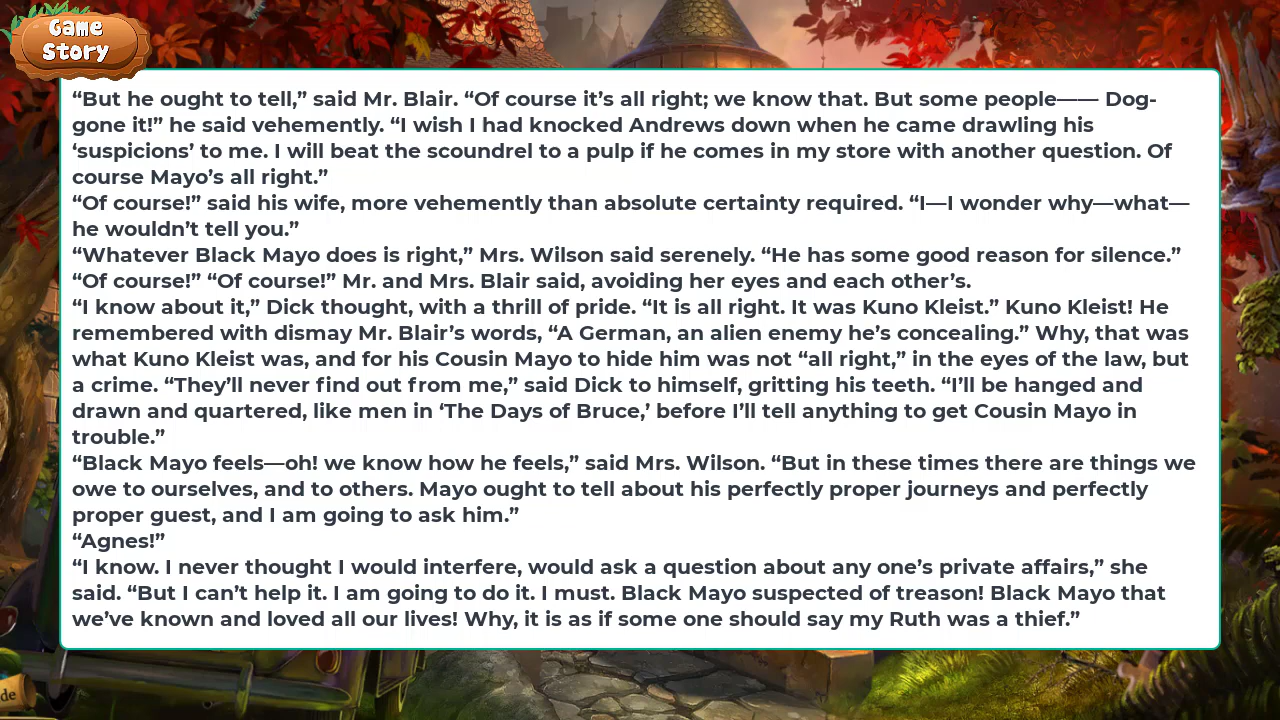 Game
Story
“But he ought to tell,” said Mr. Blair. “Of course it’s all right; we know that. But some people—— Dog-
gone it!” he said vehemently. “I wish I had knocked Andrews down when he came drawling his
‘suspicions’ to me. I will beat the scoundrel to a pulp if he comes in my store with another question. Of
course Mayo’s all right.”
“Of course!” said his wife, more vehemently than absolute certainty required. “I—I wonder why—what—
he wouldn’t tell you.”
“Whatever Black Mayo does is right,” Mrs. Wilson said serenely. “He has some good reason for silence.”
“Of course!” “Of course!” Mr. and Mrs. Blair said, avoiding her eyes and each other’s.
“I know about it,” Dick thought, with a thrill of pride. “It is all right. It was Kuno Kleist.” Kuno Kleist! He
remembered with dismay Mr. Blair’s words, “A German, an alien enemy he’s concealing.” Why, that was
what Kuno Kleist was, and for his Cousin Mayo to hide him was not “all right,” in the eyes of the law, but
a crime. “They’ll never find out from me,” said Dick to himself, gritting his teeth. “I’ll be hanged and
drawn and quartered, like men in ‘The Days of Bruce,’ before I’ll tell anything to get Cousin Mayo in
trouble.”
“Black Mayo feels—oh! we know how he feels,” said Mrs. Wilson. “But in these times there are things we
owe to ourselves, and to others. Mayo ought to tell about his perfectly proper journeys and perfectly
proper guest, and I am going to ask him.”
“Agnes!”
“I know. I never thought I would interfere, would ask a question about any one’s private affairs,” she
said. “But I can’t help it. I am going to do it. I must. Black Mayo suspected of treason! Black Mayo that
we’ve known and loved all our lives! Why, it is as if some one should say my Ruth was a thief.”
de